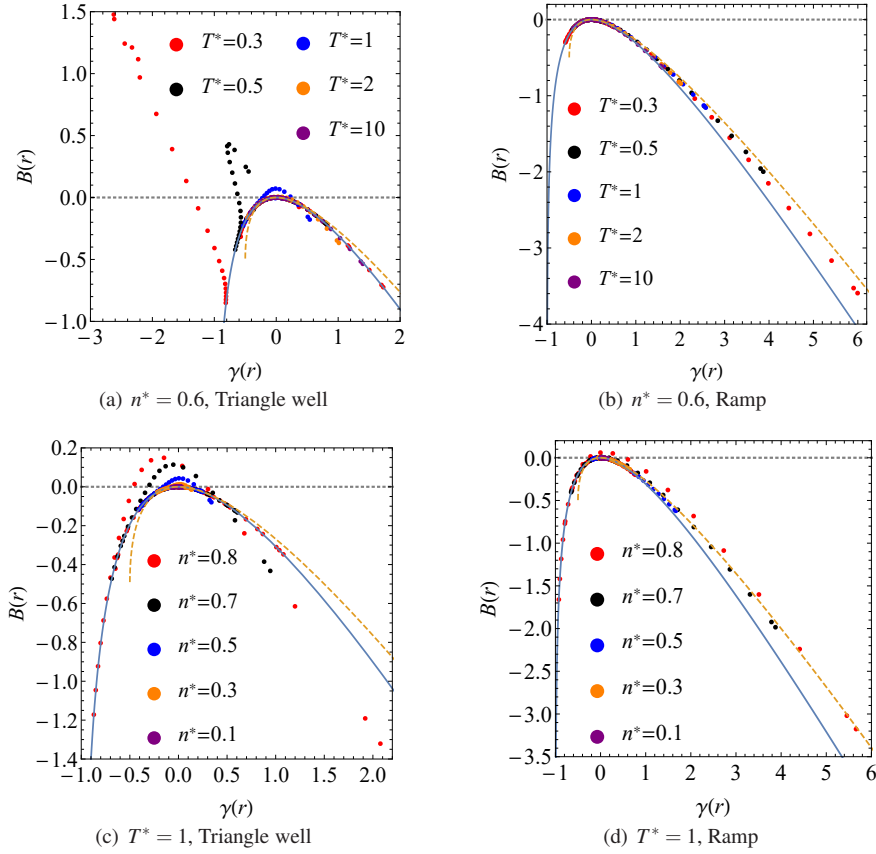 1.5
1.0
0.5
0.0
−0.5
−1.0
B(r)
T*=0.3
T*=1
T*=0.5
T*=2
T*=10
−3
−2
−1
0
1
2
γ(r)
(a) n* = 0.6, Triangle well
0
−1
−2
−3
−4
B(r)
T*=0.3
T*=0.5
T*=1
T*=2
T*=10
−1
0
1
2
3
4
5
6
γ(r)
(b) n* = 0.6, Ramp
0.2
0.0
−0.2
−0.4
−0.6
−0.8
−1.0
−1.2
−1.4
B(r)
n*=0.8
n*=0.7
n*=0.5
n*=0.3
n*=0.1
−1.0
−0.5
0.0
0.5
1.0
1.5
2.0
γ(r)
(c) T* = 1, Triangle well
0.0
−0.5
−1.0
−1.5
−2.0
−2.5
−3.0
−3.5
B(r)
n*=0.8
n*=0.7
n*=0.5
n*=0.3
n*=0.1
−1
0
1
2
3
4
5
6
γ(r)
(d) T* = 1, Ramp